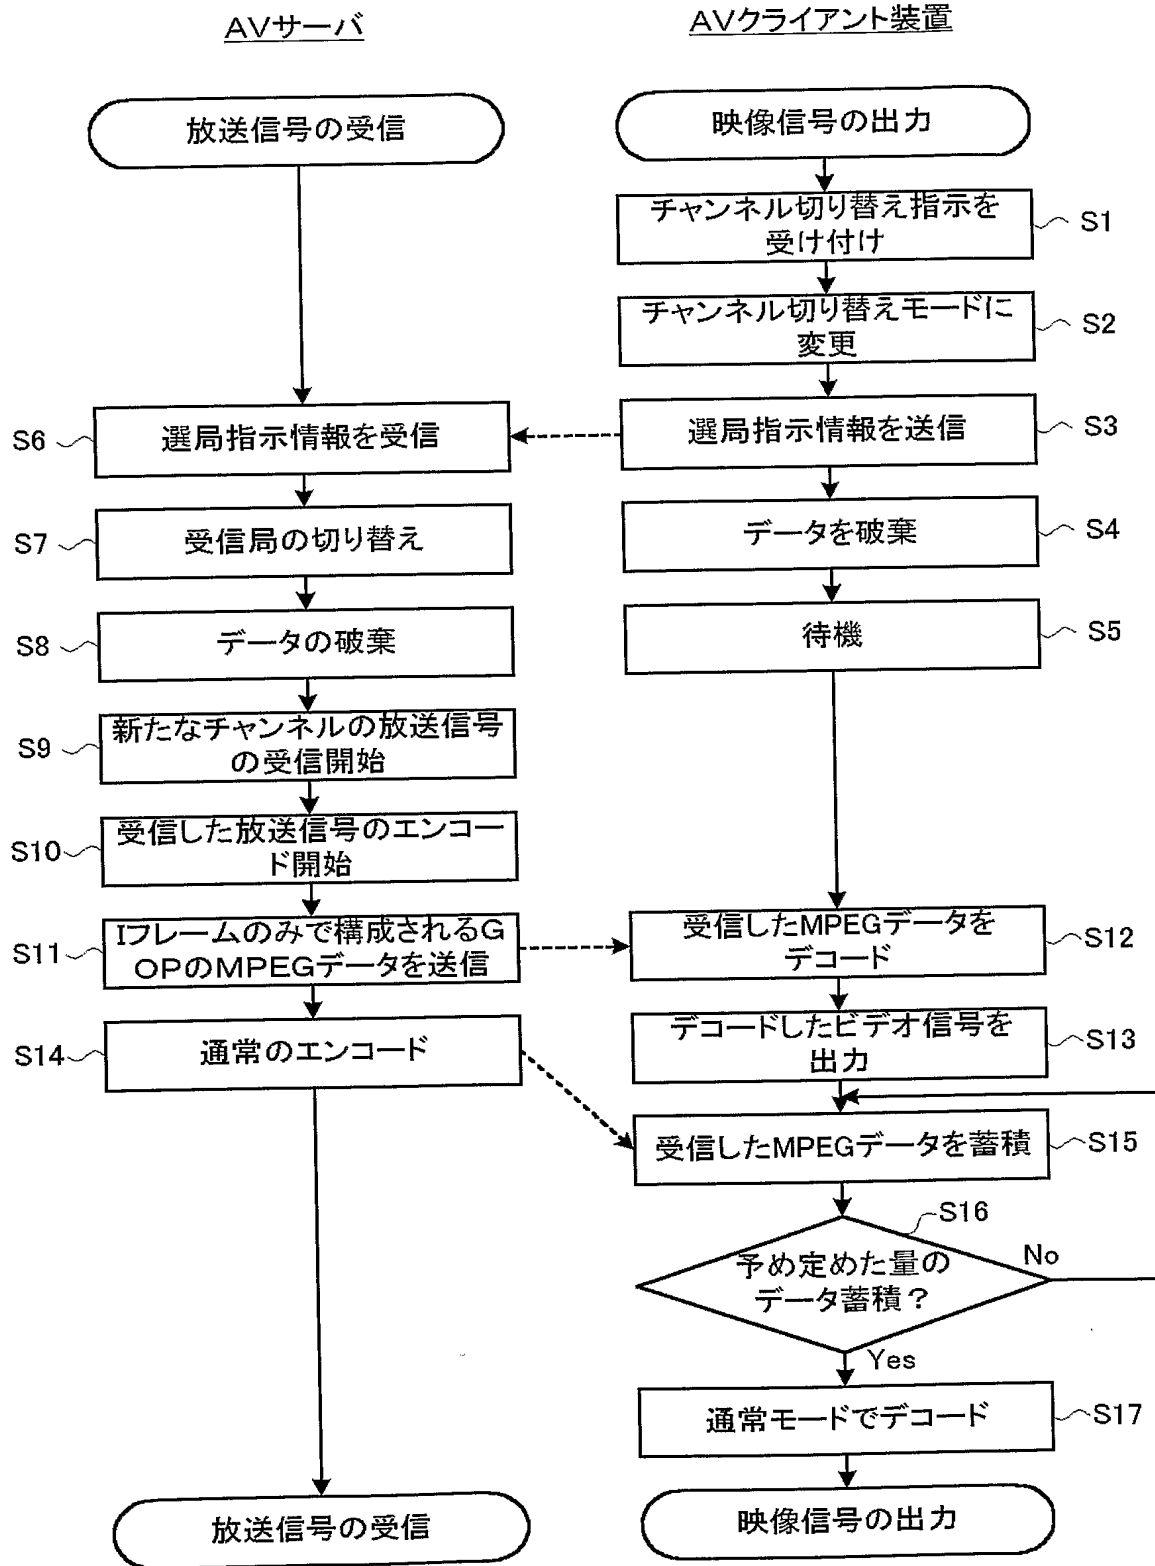 AVサーバ
AVクライアント装置
放送信号の受信
映像信号の出力
チャンネル切り替え指示を
受け付け
S1
チャンネル切り替えモードに
変更
S2
S6
選局指示情報を受信
選局指示情報を送信
S3
S7
受信局の切り替え
データを破棄
S4
S8
データの破棄
待機
S5
S9
新たなチャンネルの放送信号
の受信開始
S10
受信した放送信号のエンコー
ド開始
S11
Iフレームのみで構成されるG
OPのMPEGデータを送信
受信したMPEGデータを
デコード
S12
S14
通常のエンコード
デコードしたビデオ信号を
出力
S13
受信したMPEGデータを蓄積
S15
S16
予め定めた量の
データ蓄積？
No
Yes
通常モードでデコード
S17
放送信号の受信
映像信号の出力